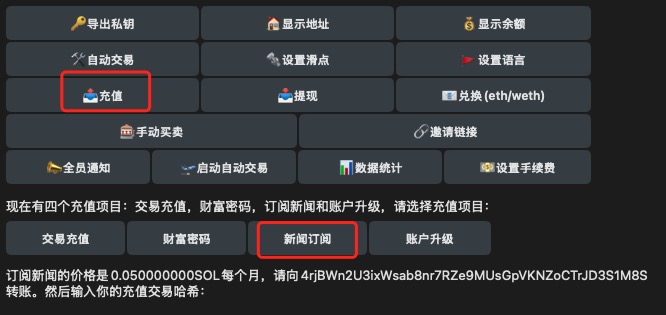 导出私钥 显示地址 显示余额
自动交易 设置滑点 设置语言
充值 提现 兑换 (eth/weth)
手动买卖 邀请链接
全员通知 启动自动交易 数据统计 设置手续费
现在有四个充值项目：交易充值，财富密码，订阅新闻和账户升级，请选择充值项目：
交易充值 财富密码 新闻订阅 账户升级
订阅新闻的价格是 0.050000000SOL 每个月，请向 4rjBWn2U3ixWsab8nr7RZe9MUsGpVKNZoCTrJD3S1M8S
转账。然后输入你的充值交易哈希：